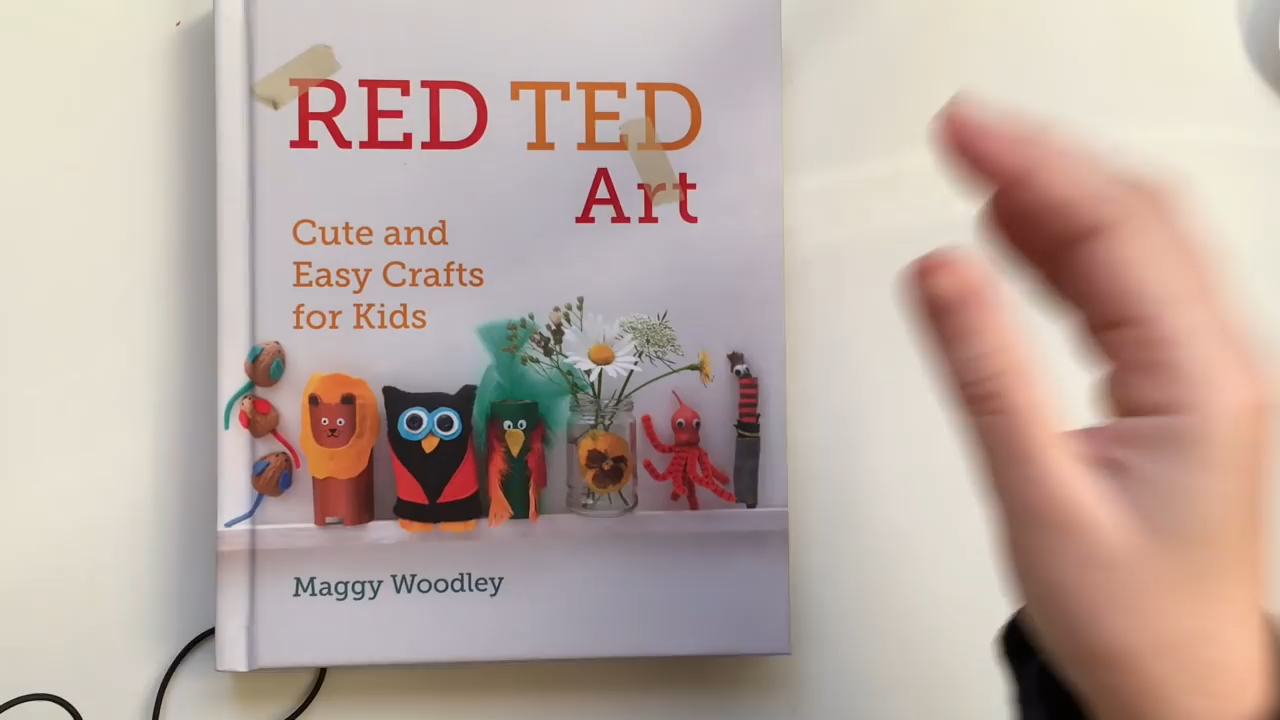 RED TED
Art
Cute and
Easy Crafts
for Kids
Maggy Woodley